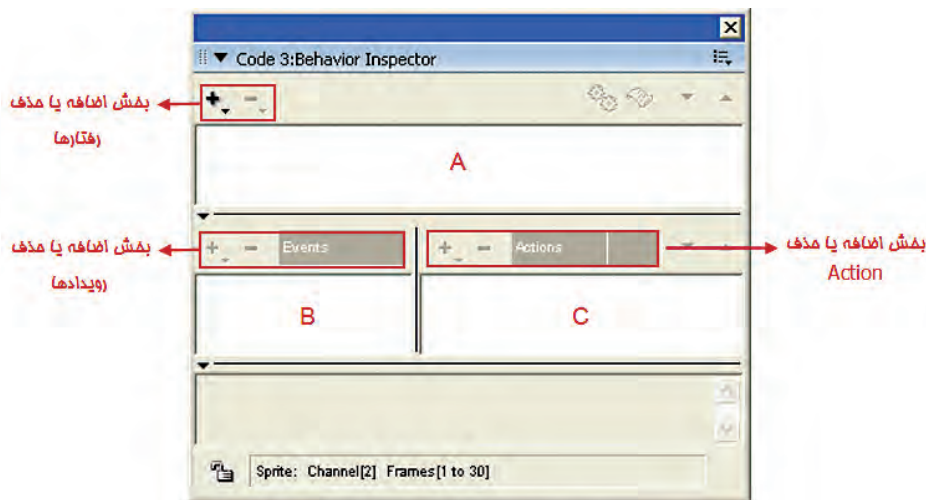 Code 3:Behavior Inspector
بخش اضافه یا حذف
رفتارها
A
بخش اضافه یا حذف
رویدادها
Events
Actions
بخش اضافه یا حذف
Action
B
C
Sprite: Channel[2] Frames[1 to 30]